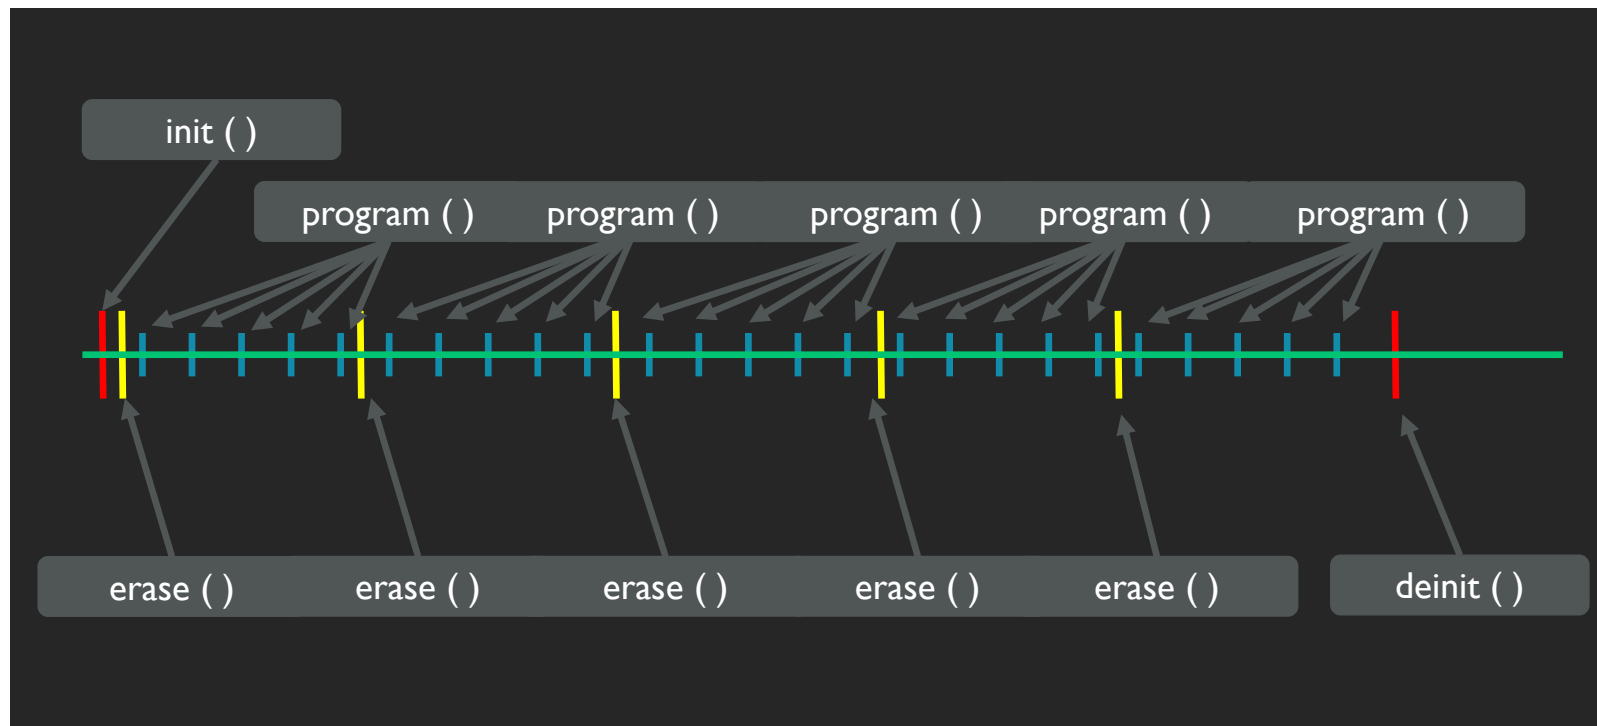 init ( )
program ( ) program ( ) program ( ) program ( ) program ( )
erase ( ) erase ( ) erase ( ) erase ( ) erase ( ) deinit ( )